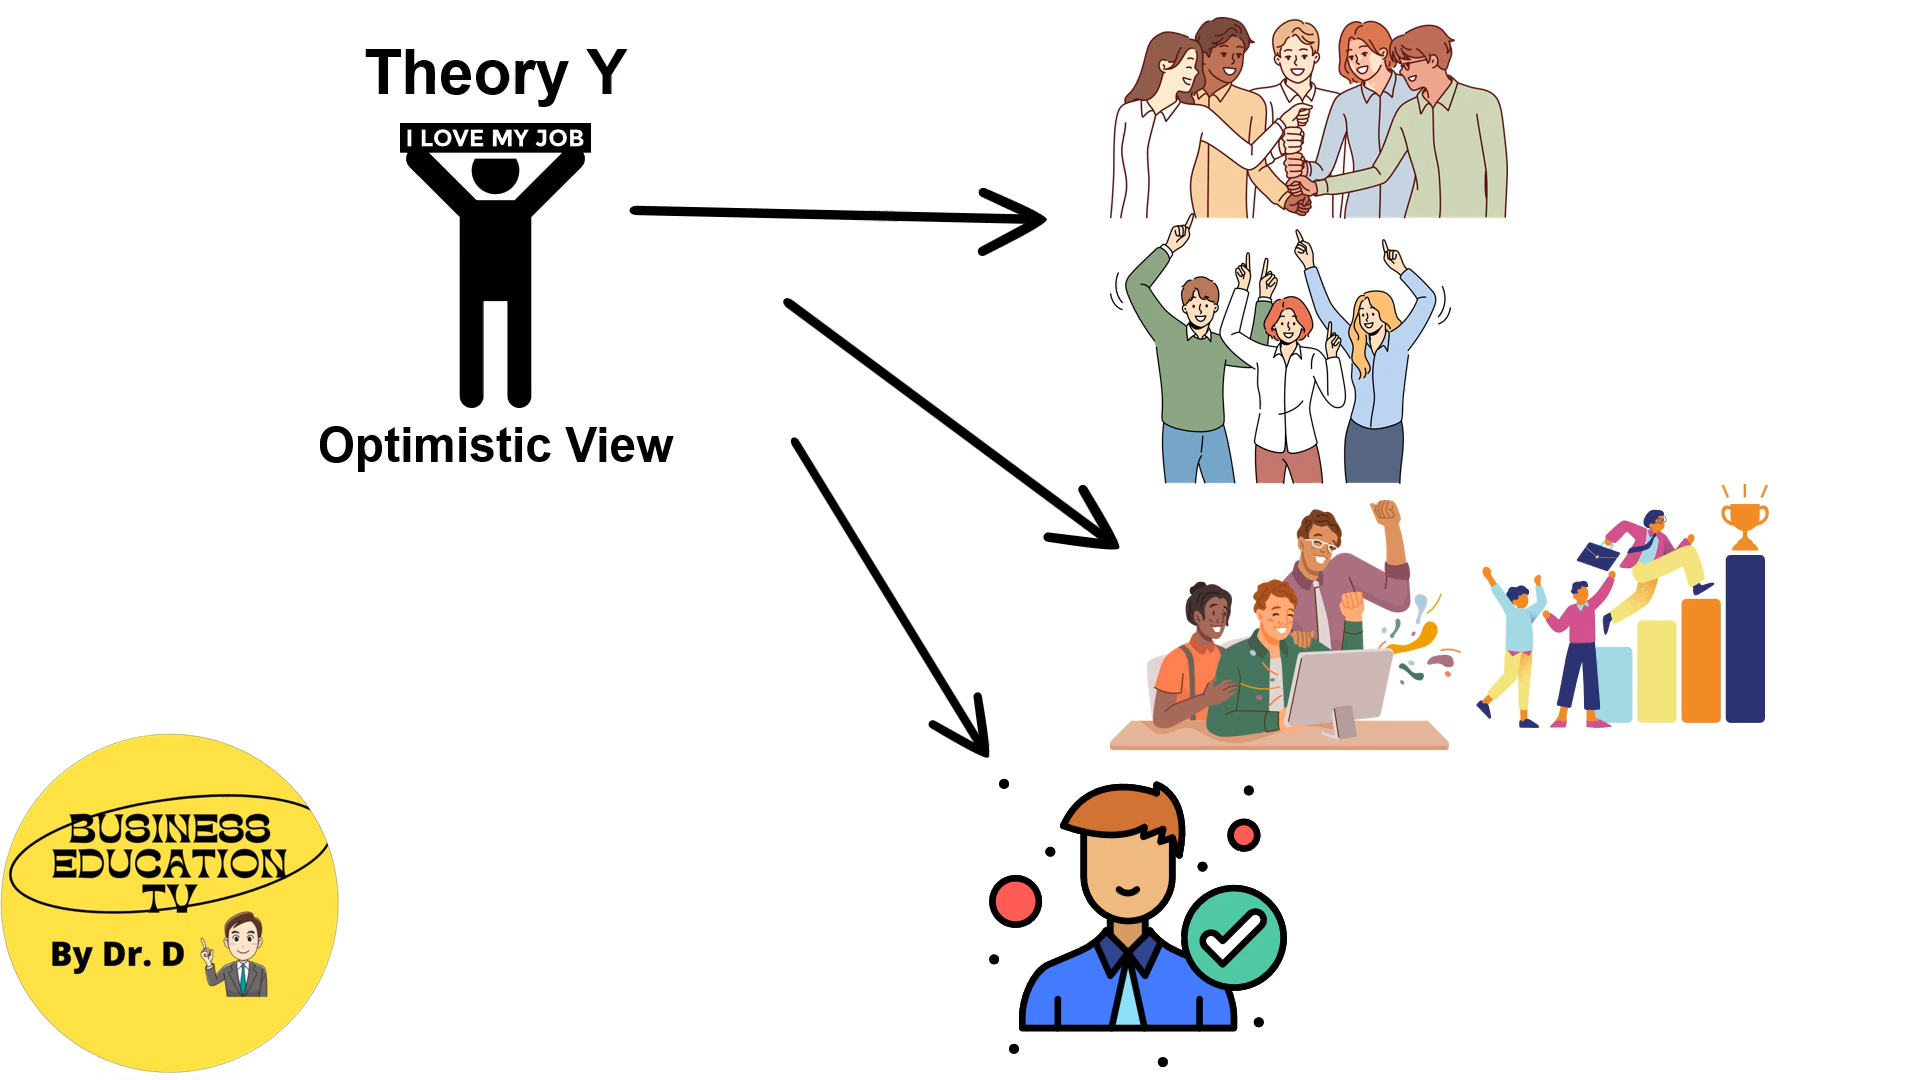 Theory Y
I LOVE MY JOB
Optimistic View
BUSINESS
EDUCATION
TV
By Dr. D